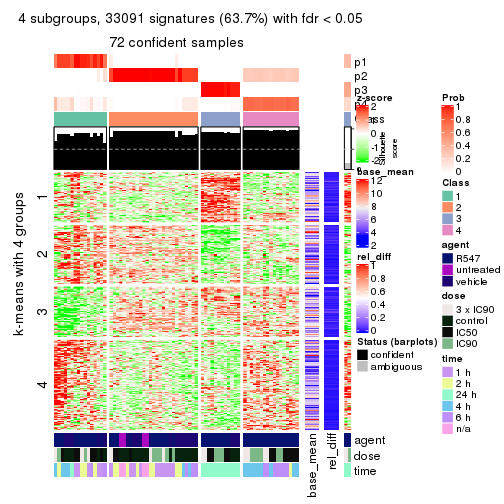 4 subgroups, 33091 signatures (63.7%) with fdr < 0.05
72 confident samples
p1
p2
p3
p4
Class
silhouette score
z-score
2
1
0
-1
-2
base_mean
12
10
8
6
4
2
rel_diff
1
0.8
0.6
0.4
0.2
0
Status (barplots)
confident
ambiguous
Prob
1
0.8
0.6
0.4
0.2
0
Class
1
2
3
4
agent
R547
untreated
vehicle
dose
3 x IC90
control
IC50
IC90
time
1 h
2 h
24 h
4 h
6 h
n/a
k-means with 4 groups
1
2
3
4
agent
dose
time
base_mean
rel_diff